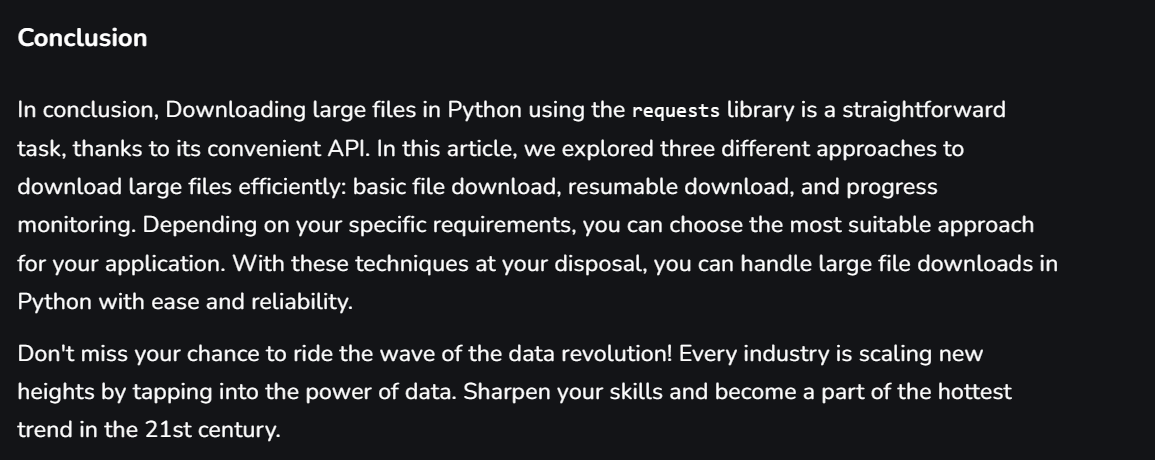 Conclusion
In conclusion, Downloading large files in Python using the requests library is a straightforward
task, thanks to its convenient API. In this article, we explored three different approaches to
download large files efficiently: basic file download, resumable download, and progress
monitoring. Depending on your specific requirements, you can choose the most suitable approach
for your application. With these techniques at your disposal, you can handle large file downloads in
Python with ease and reliability.
Don't miss your chance to ride the wave of the data revolution! Every industry is scaling new
heights by tapping into the power of data. Sharpen your skills and become a part of the hottest
trend in the 21st century.